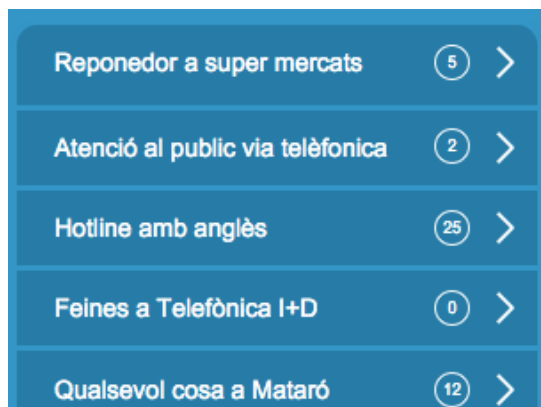 Reponedor a super mercats 5
Atenció al public via telèfonica 2
Hotline amb anglès 25
Feines a Telefònica I+D 0
Qualsevol cosa a Mataró 12